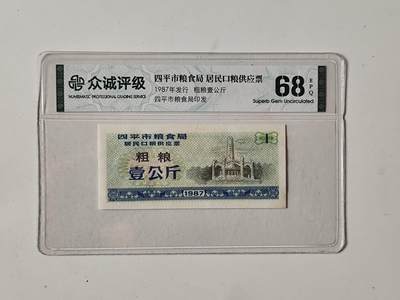 众诚评级
NUMISMATIC PROFESSIONAL GRADING SERVICE
四平市粮食局 居民口粮供应票
1987年发行 粗粮壹公斤
四平市粮食局印发
68
EPQ
Superb Gem Uncirculated
四平市粮食局
居民口粮供应票
粗粮
壹公斤
1
1987